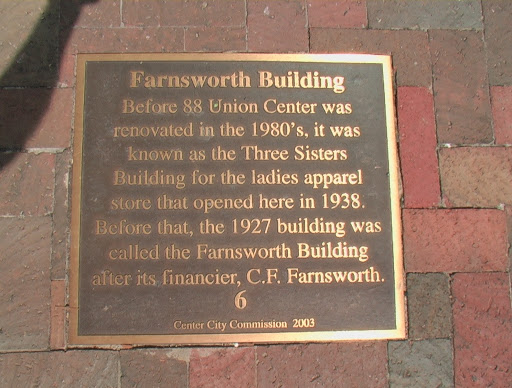 Farnsworth Building
Before 88 Union Center was
renovated in the 1980's, it was
known as the Three Sisters
Building for the ladies apparel
store that opened here in 1938.
Before that, the 1927 building was
called the Farnsworth Building
after its financier, C.F. Farnsworth.
6
Center City Commission 2003